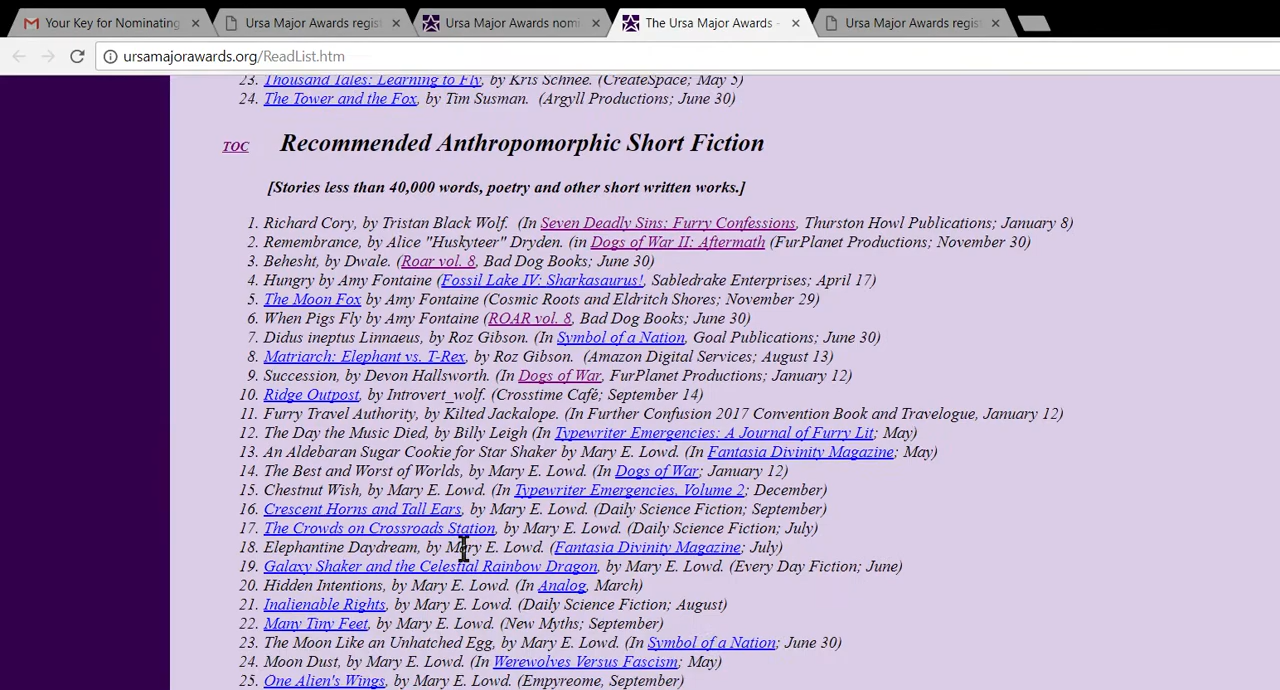 Your Key for Nominating
Ursa Major Awards regis
Ursa Major Awards nomi
The Ursa Major Awards -
Ursa Major Awards regis
ursamajorawards.org/ReadList.htm
23. Thousand Tales: Learning to Fly, by Kris Schnee. (CreateSpace; May 5)
24. The Tower and the Fox, by Tim Susman. (Argyll Productions; June 30)
TOC Recommended Anthropomorphic Short Fiction
[Stories less than 40,000 words, poetry and other short written works.]
1. Richard Cory, by Tristan Black Wolf. (In Seven Deadly Sins: Furry Confessions, Thurston Howl Publications; January 8)
2. Remembrance, by Alice "Huskyteer" Dryden. (in Dogs of War II: Aftermath (FurPlanet Productions; November 30)
3. Behesht, by Dwale. (Roar vol. 8, Bad Dog Books; June 30)
4. Hungry by Amy Fontaine (Fossil Lake IV: Sharkasaurus!, Sabledrake Enterprises; April 17)
5. The Moon Fox by Amy Fontaine (Cosmic Roots and Eldritch Shores; November 29)
6. When Pigs Fly by Amy Fontaine (ROAR vol. 8, Bad Dog Books; June 30)
7. Didus ineptus Linnaeus, by Roz Gibson. (In Symbol of a Nation, Goal Publications; June 30)
8. Matriarch: Elephant vs. T-Rex, by Roz Gibson. (Amazon Digital Services; August 13)
9. Succession, by Devon Hallsworth. (In Dogs of War, FurPlanet Productions; January 12)
10. Ridge Outpost, by Introvert_wolf. (Crosstime Café; September 14)
11. Furry Travel Authority, by Kilted Jackalope. (In Further Confusion 2017 Convention Book and Travelogue, January 12)
12. The Day the Music Died, by Billy Leigh (In Typewriter Emergencies: A Journal of Furry Lit; May)
13. An Aldebaran Sugar Cookie for Star Shaker by Mary E. Lowd. (In Fantasia Divinity Magazine; May)
14. The Best and Worst of Worlds, by Mary E. Lowd. (In Dogs of War; January 12)
15. Chestnut Wish, by Mary E. Lowd. (In Typewriter Emergencies, Volume 2; December)
16. Crescent Horns and Tall Ears, by Mary E. Lowd. (Daily Science Fiction; September)
17. The Crowds on Crossroads Station, by Mary E. Lowd. (Daily Science Fiction; July)
18. Elephantine Daydream, by Mary E. Lowd. (Fantasia Divinity Magazine; July)
19. Galaxy Shaker and the Celestial Rainbow Dragon, by Mary E. Lowd. (Every Day Fiction; June)
20. Hidden Intentions, by Mary E. Lowd. (In Analog, March)
21. Inalienable Rights, by Mary E. Lowd. (Daily Science Fiction; August)
22. Many Tiny Feet, by Mary E. Lowd. (New Myths; September)
23. The Moon Like an Unhatched Egg, by Mary E. Lowd. (In Symbol of a Nation; June 30)
24. Moon Dust, by Mary E. Lowd. (In Werewolves Versus Fascism; May)
25. One Alien's Wings, by Mary E. Lowd. (Empyreome, September)